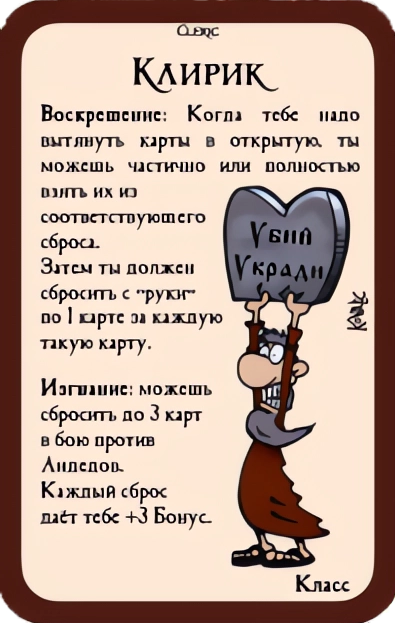 Cleric
Клирик
Воскрешение: Когда тебе надо
вытянуть карты в открытую, ты
можешь частично или полностью
взять их из
соответствующего
сброса.
Затем ты должен
сбросить с "руки"
по 1 карте за каждую
такую карту.
Изгнание: можешь
сбросить до 3 карт
в бою против
Андедов.
Каждый сброс
даёт тебе +3 Бонус.
Убий
Укради
Класс